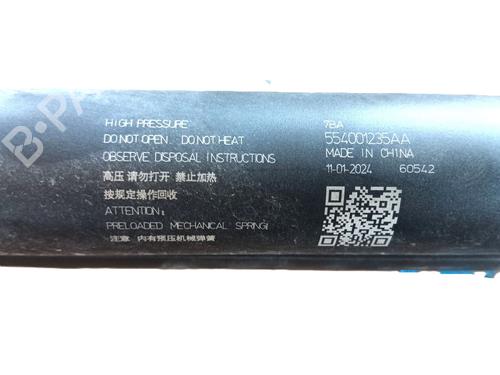 HIGH PRESSURE
DO NOT OPEN DO NOT HEAT
OBSERVE DISPOSAL INSTRUCTIONS
高压 请勿打开 禁止加热
按规定操作回收
ATTENTION:
PRELOADED MECHANICAL SPRING!
注意 内有预压机械弹簧
7BA
554001235AA
MADE IN CHINA
11-01-2024 60542